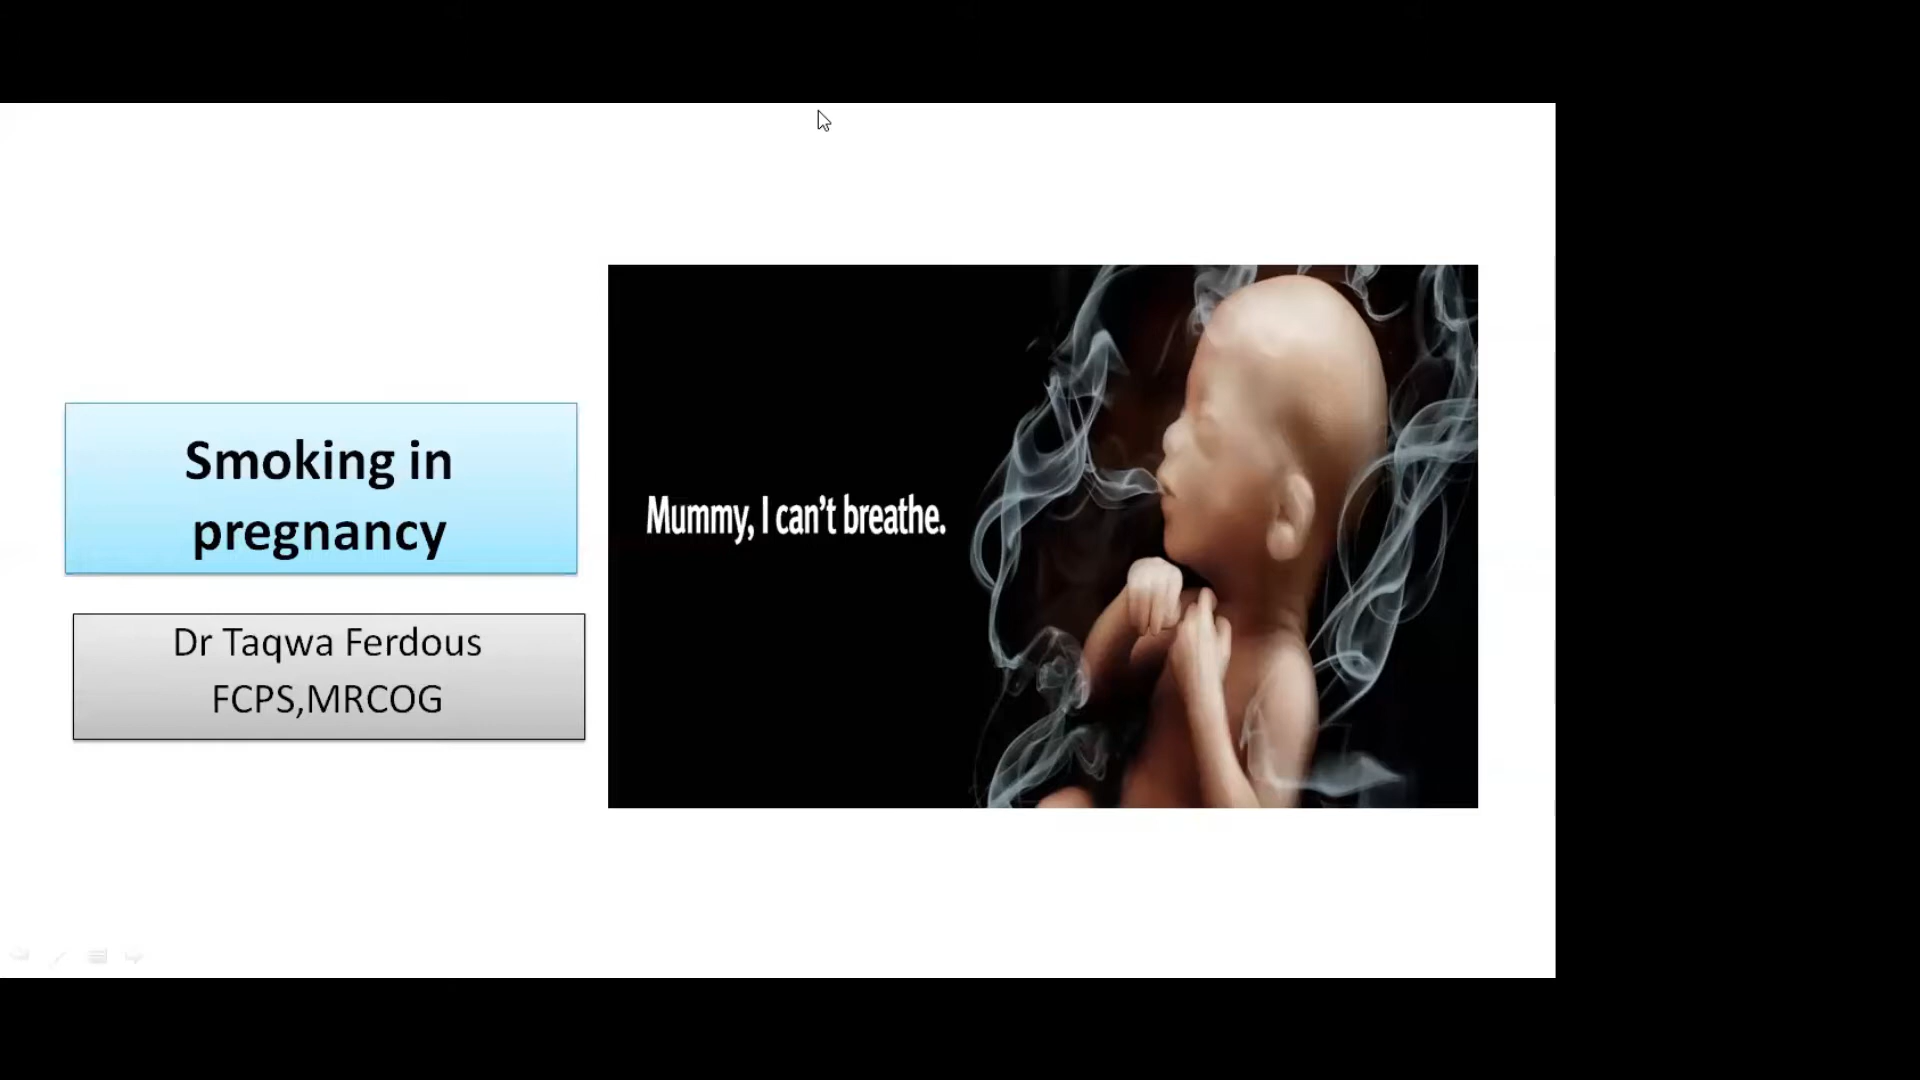 Smoking in
pregnancy
Dr Taqwa Ferdous
FCPS,MRCOG
Mummy, I can't breathe.